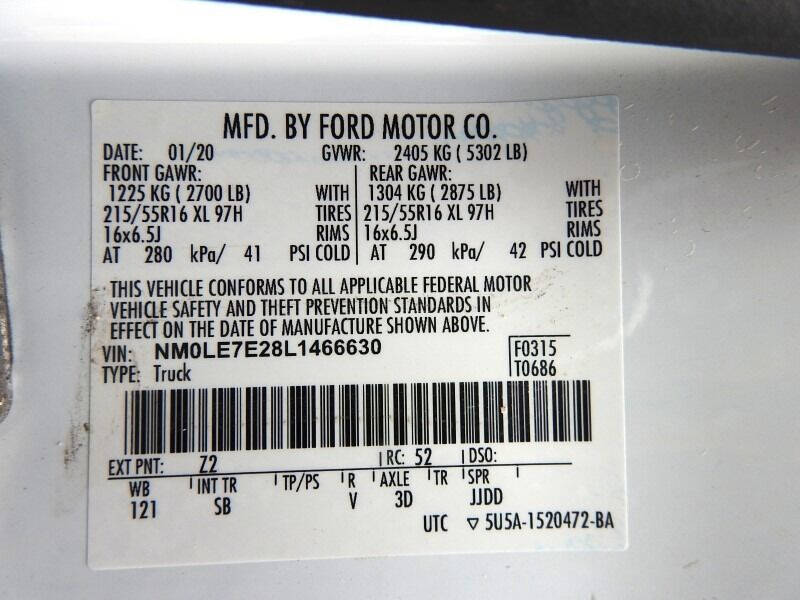 MFD. BY FORD MOTOR CO.
DATE: 01/20 GVWR: 2405 KG ( 5302 LB)
FRONT GAWR: REAR GAWR:
1225 KG ( 2700 LB) WITH 1304 KG ( 2875 LB) WITH
215/55R16 XL 97H TIRES 215/55R16 XL 97H TIRES
16x6.5J RIMS 16x6.5J RIMS
AT 280 kPa/ 41 PSI COLD AT 290 kPa/ 42 PSI COLD
THIS VEHICLE CONFORMS TO ALL APPLICABLE FEDERAL MOTOR
VEHICLE SAFETY AND THEFT PREVENTION STANDARDS IN
EFFECT ON THE DATE OF MANUFACTURE SHOWN ABOVE.
VIN: NM0LE7E28L1466630 F0315
TYPE: Truck T0686
EXT PNT: Z2 RC: 52 DSO:
WB INT TR TP/PS R AXLE TR SPR
121 SB V 3D JJDD
UTC ▽ 5U5A-1520472-BA